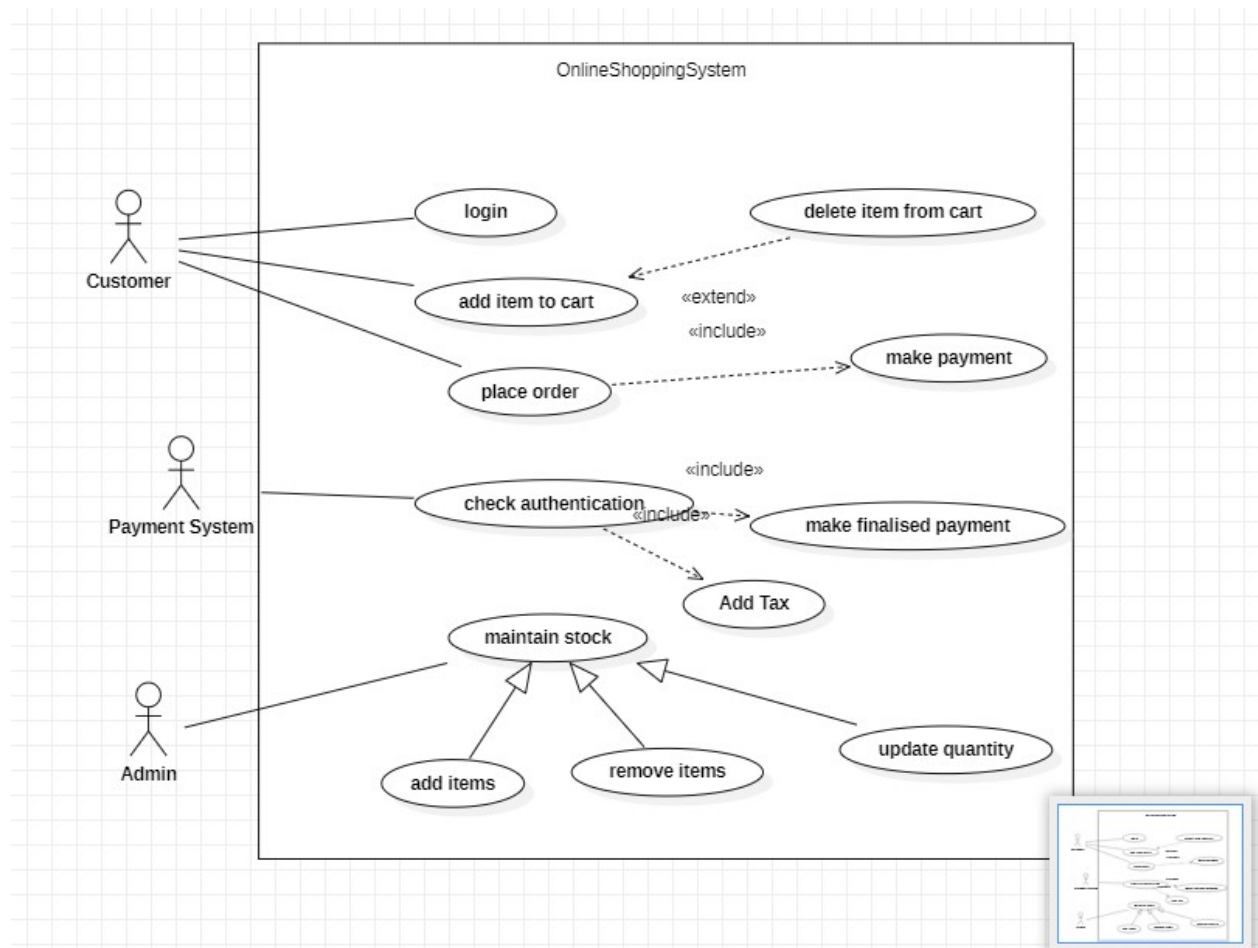 OnlineShoppingSystem
login
delete item from cart
Customer
add item to cart
«extend»
«include»
make payment
place order
«include»
check authentication
«include»
make finalised payment
Payment System
Add Tax
maintain stock
update quantity
Admin
remove items
add items